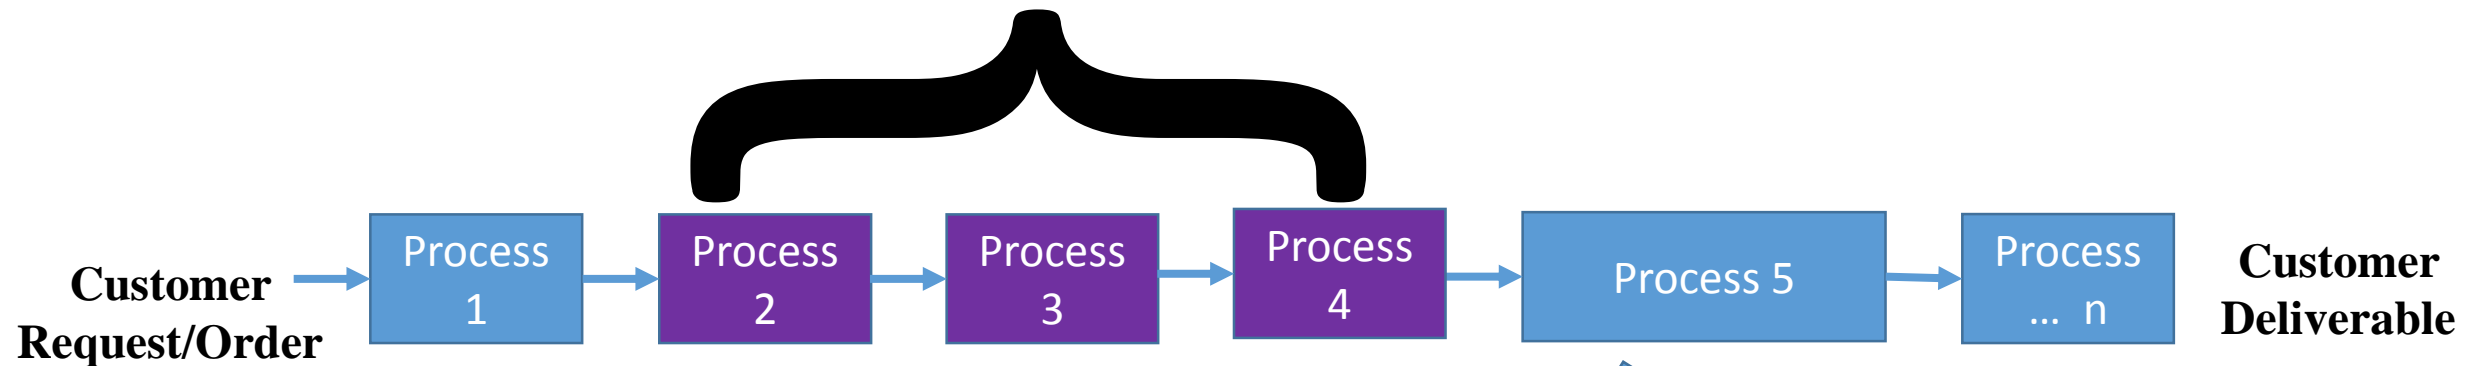 Customer
Request/Order
Process
1
Process
2
Process
3
Process
4
Process 5
Process
... n
Customer
Deliverable